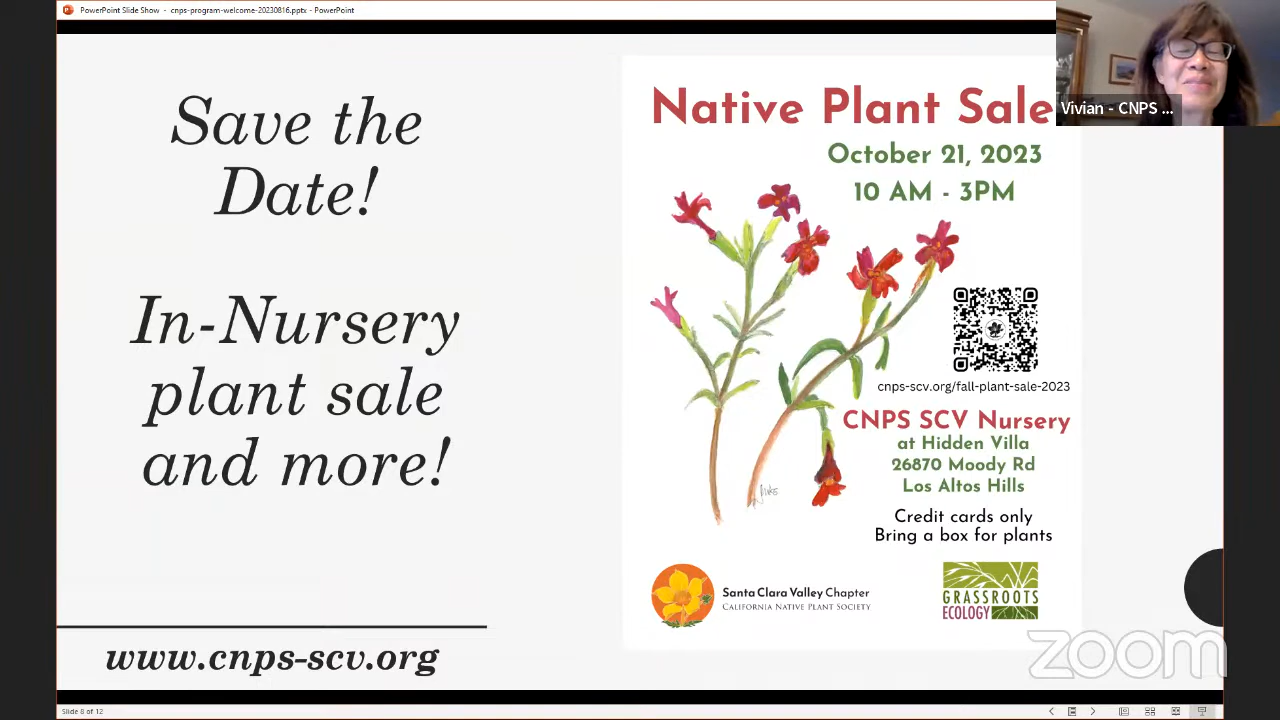 PowerPoint Slide Show - cnps-program-welcome-20230816.pptx - PowerPoint
Save the
Date!
In-Nursery
plant sale
and more!
www.cnps-scv.org
Native Plant Sale
October 21, 2023
10 AM - 3PM
cnps-scv.org/fall-plant-sale-2023
CNPS SCV Nursery
at Hidden Villa
26870 Moody Rd
Los Altos Hills
Credit cards only
Bring a box for plants
Santa Clara Valley Chapter
CALIFORNIA NATIVE PLANT SOCIETY
GRASSROOTS
ECOLOGY
Vivian - CNPS ...
zoom
Slide 8 of 12